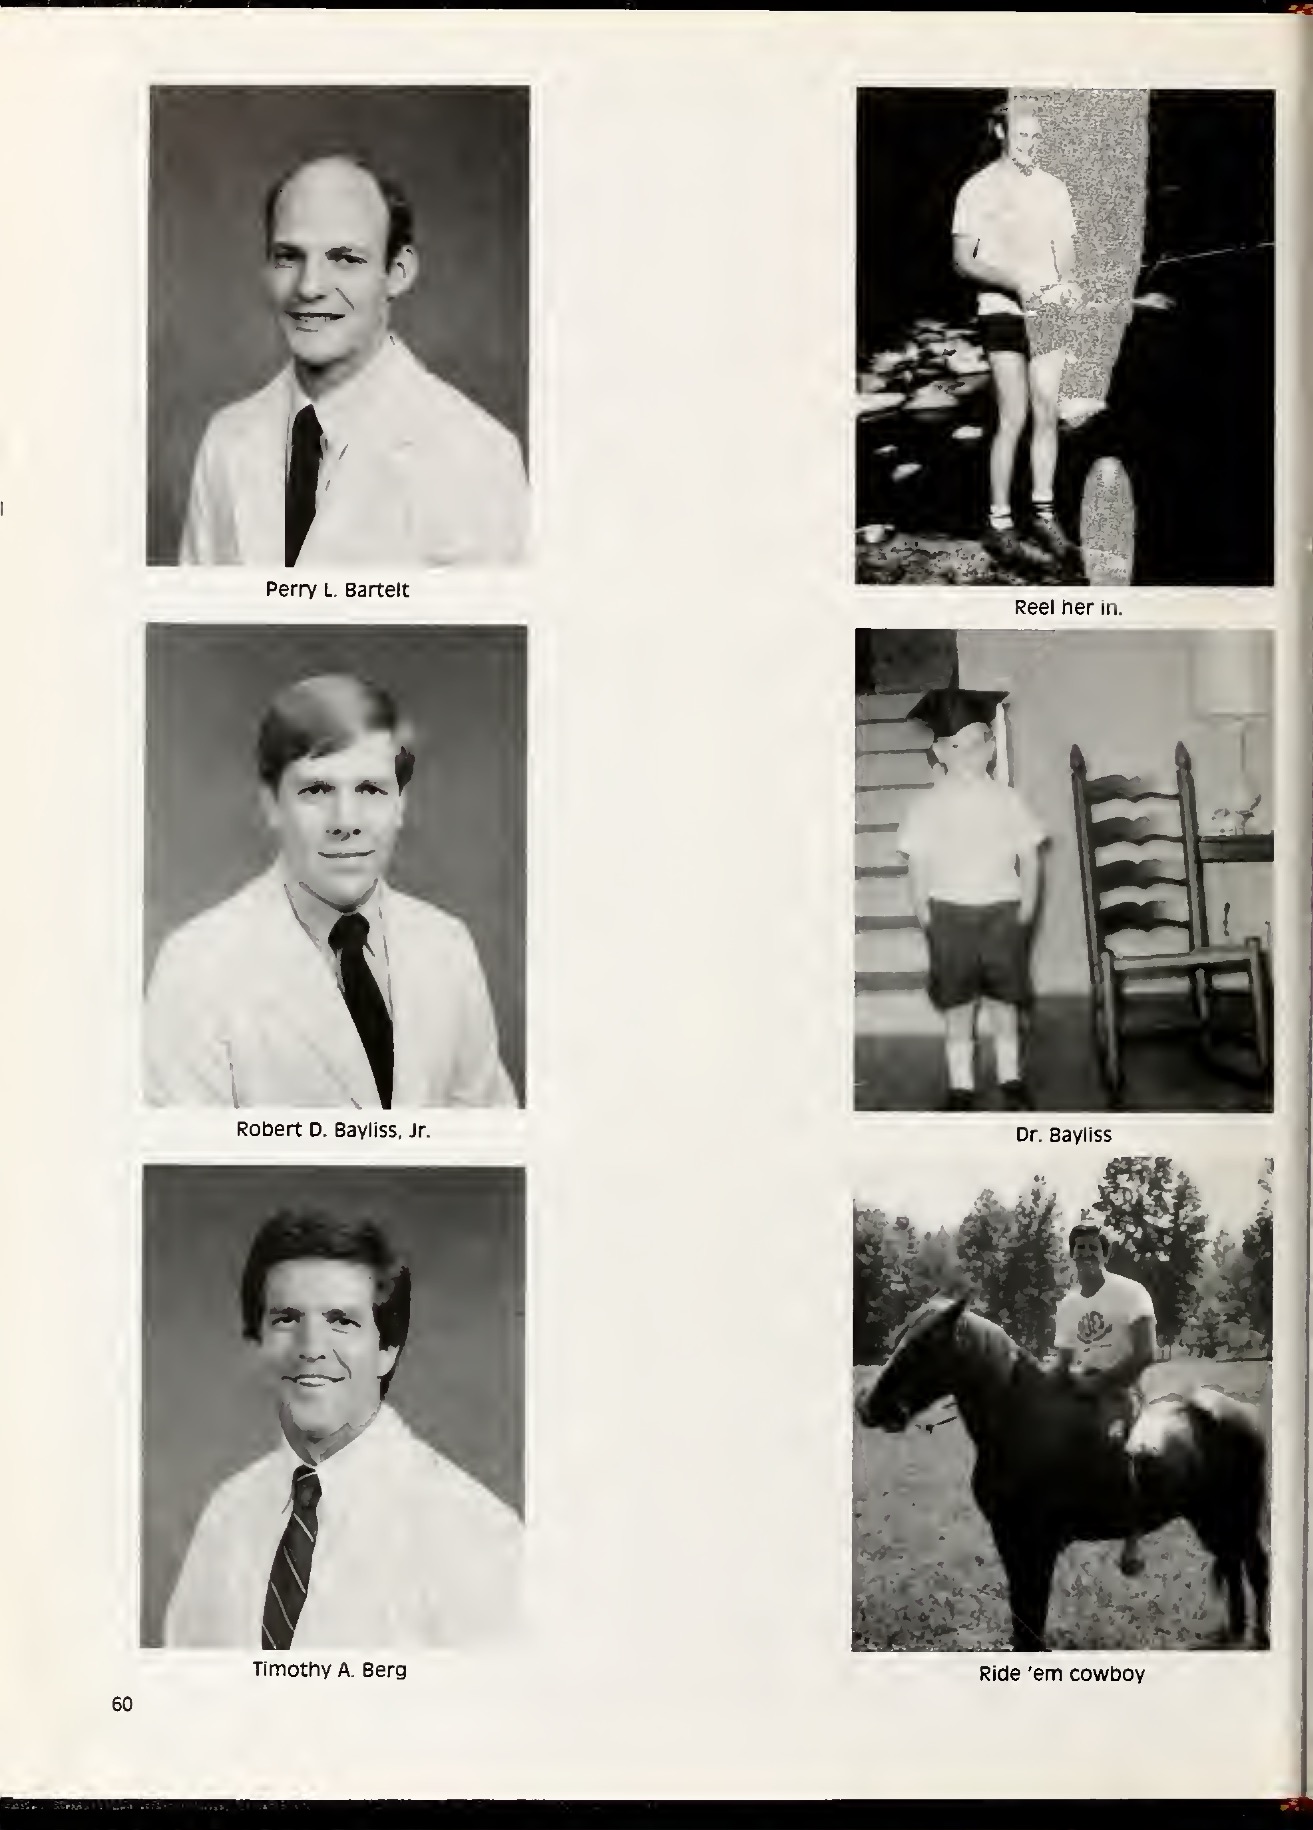 Perry L. Bartelt
Reel her in.
Robert D. Bayliss, Jr.
Dr. Bayliss
Timothy A. Berg
Ride 'em cowboy
60